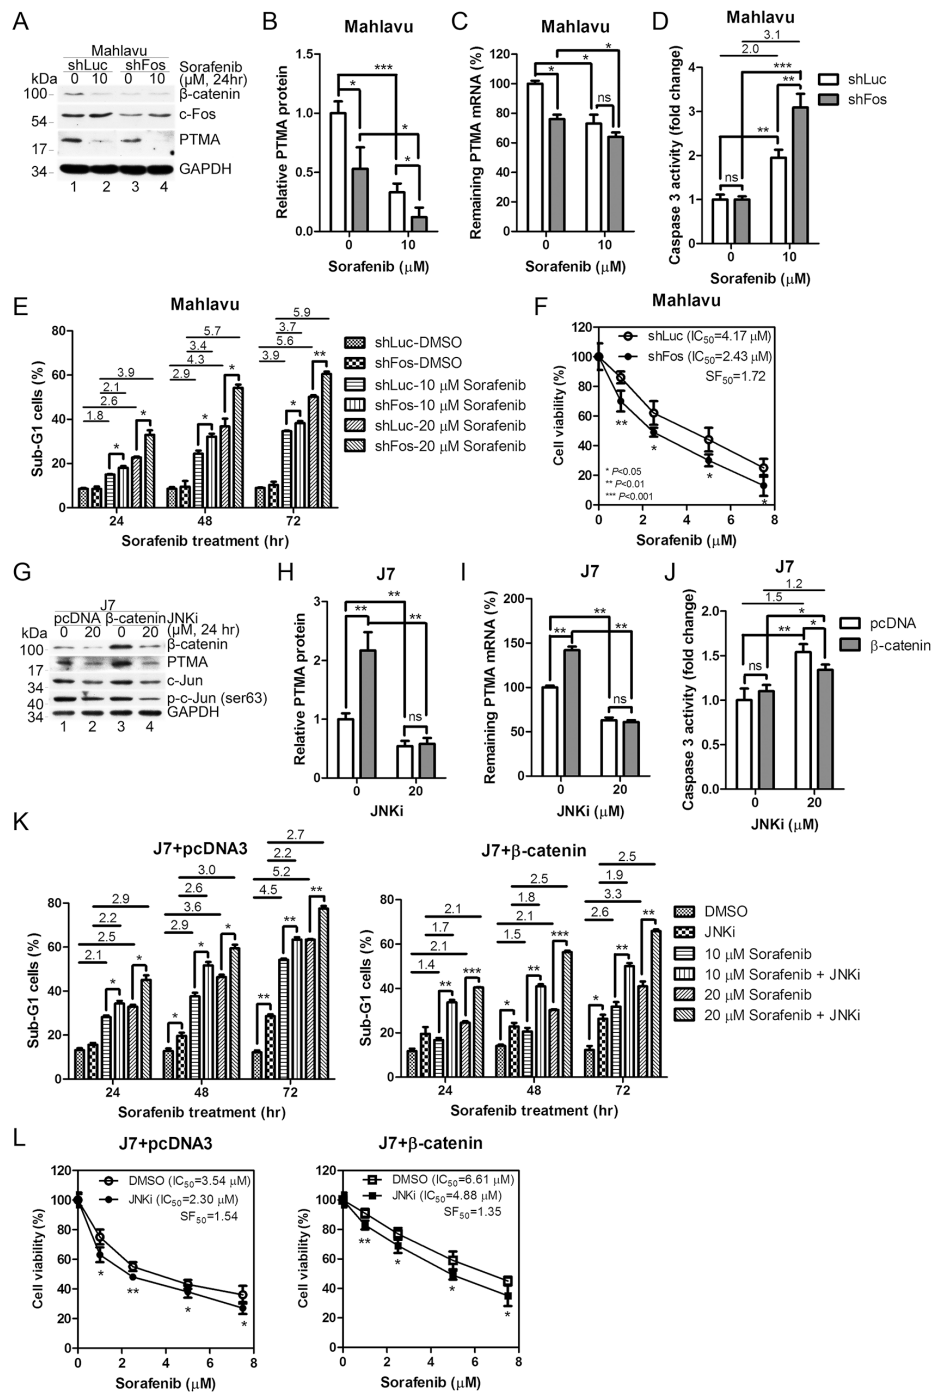 A
Mahlavu
shLuc shFos Sorafenib
kDa 0 10 0 10 (μM, 24hr)
100 β-catenin
54 c-Fos
17 PTMA
34 GAPDH
1 2 3 4
B
Mahlavu
Relative PTMA protein
1.5
1.0
0.5
0.0
***
*
*
*
0 10
Sorafenib (μM)
C
Mahlavu
Remaining PTMA mRNA (%)
120
100
80
60
40
20
0
*
*
*
ns
0 10
Sorafenib (μM)
D
Mahlavu
Caspase 3 activity (fold change)
4
3
2
1
0
3.1
2.0
***
**
**
ns
0 10
Sorafenib (μM)
shLuc
shFos
E
Mahlavu
Sub-G1 cells (%)
80
60
40
20
0
3.9
2.1
2.6
1.8
*
*
5.7
3.4
4.3
2.9
*
*
5.9
3.7
5.6
3.9
**
*
24 48 72
Sorafenib treatment (hr)
shLuc-DMSO
shFos-DMSO
shLuc-10 μM Sorafenib
shFos-10 μM Sorafenib
shLuc-20 μM Sorafenib
shFos-20 μM Sorafenib
F
Mahlavu
Cell viability (%)
120
100
80
60
40
20
0
shLuc (IC50=4.17 μM)
shFos (IC50=2.43 μM)
SF50=1.72
**
*
*
*
* P<0.05
** P<0.01
*** P<0.001
0 2 4 6 8
Sorafenib (μM)
G
J7
pcDNA β-catenin JNKi
kDa 0 20 0 20 (μM, 24 hr)
100 β-catenin
17 PTMA
34 c-Jun
40 p-c-Jun (ser63)
34 GAPDH
1 2 3 4
H
J7
Relative PTMA protein
3
2
1
0
**
**
**
ns
0 20
JNKi
I
J7
Remaining PTMA mRNA (%)
200
150
100
50
0
**
**
**
ns
0 20
JNKi (μM)
J
J7
Caspase 3 activity (fold change)
2.0
1.5
1.0
0.5
0.0
1.2
1.5
*
**
*
ns
0 20
JNKi (μM)
pcDNA
β-catenin
K
J7+pcDNA3
Sub-G1 cells (%)
80
60
40
20
0
2.9
2.2
2.5
2.1
*
*
3.0
2.6
3.6
2.9
*
*
*
2.7
2.2
5.2
4.5
**
**
**
24 48 72
Sorafenib treatment (hr)
J7+β-catenin
Sub-G1 cells (%)
80
60
40
20
0
2.1
1.7
2.1
1.4
**
***
2.5
1.8
2.1
1.5
*
**
***
2.5
1.9
3.3
2.6
*
**
**
24 48 72
Sorafenib treatment (hr)
DMSO
JNKi
10 μM Sorafenib
10 μM Sorafenib + JNKi
20 μM Sorafenib
20 μM Sorafenib + JNKi
L
J7+pcDNA3
Cell viability (%)
120
100
80
60
40
20
0
DMSO (IC50=3.54 μM)
JNKi (IC50=2.30 μM)
SF50=1.54
*
**
*
*
0 2 4 6 8
Sorafenib (μM)
J7+β-catenin
Cell viability (%)
120
100
80
60
40
20
0
DMSO (IC50=6.61 μM)
JNKi (IC50=4.88 μM)
SF50=1.35
**
*
*
*
0 2 4 6 8
Sorafenib (μM)